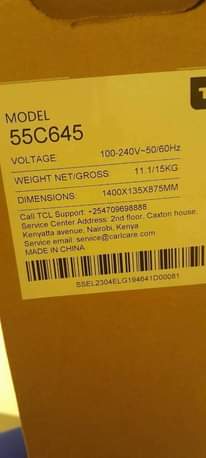 MODEL
55C645
VOLTAGE 100-240V~50/60Hz
WEIGHT NET/GROSS 11.1/15KG
DIMENSIONS 1400X135X875MM
Call TCL Support: +254709698888
Service Center Address: 2nd floor, Caxton house
Kenyatta avenue, Nairobi, Kenya
Service email: service@carlcare.com
MADE IN CHINA
SSEL2304ELG194641D00081